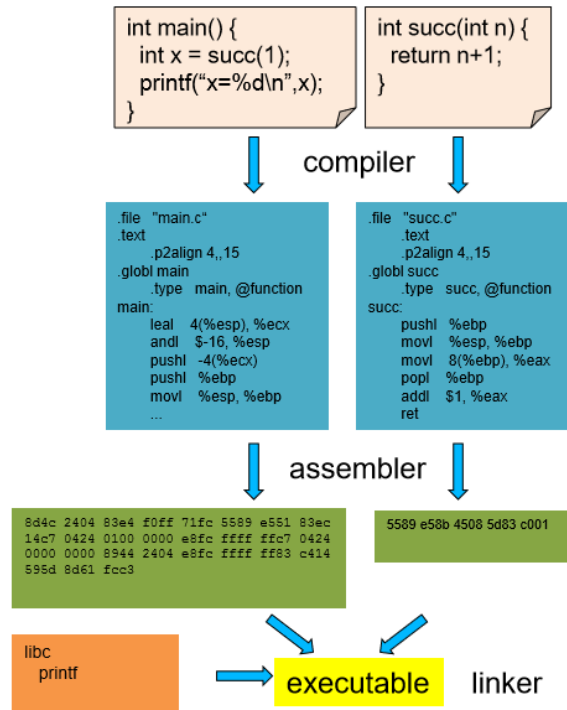 int main() {
int x = succ(1);
printf(“x=%d\n”,x);
}
int succ(int n) {
return n+1;
}
compiler
.file "main.c“
.text
.p2align 4,,15
.globl main
.type main, @function
main:
leal 4(%esp), %ecx
andl $-16, %esp
pushl -4(%ecx)
pushl %ebp
movl %esp, %ebp
...
.file "succ.c"
.text
.p2align 4,,15
.globl succ
.type succ, @function
succ:
pushl %ebp
movl %esp, %ebp
movl 8(%ebp), %eax
popl %ebp
addl $1, %eax
ret
assembler
8d4c 2404 83e4 f0ff 71fc 5589 e551 83ec
14c7 0424 0100 0000 e8fc ffff ffc7 0424
0000 0000 8944 2404 e8fc ffff ff83 c414
595d 8d61 fcc3
5589 e58b 4508 5d83 c001
libc
printf
executable
linker